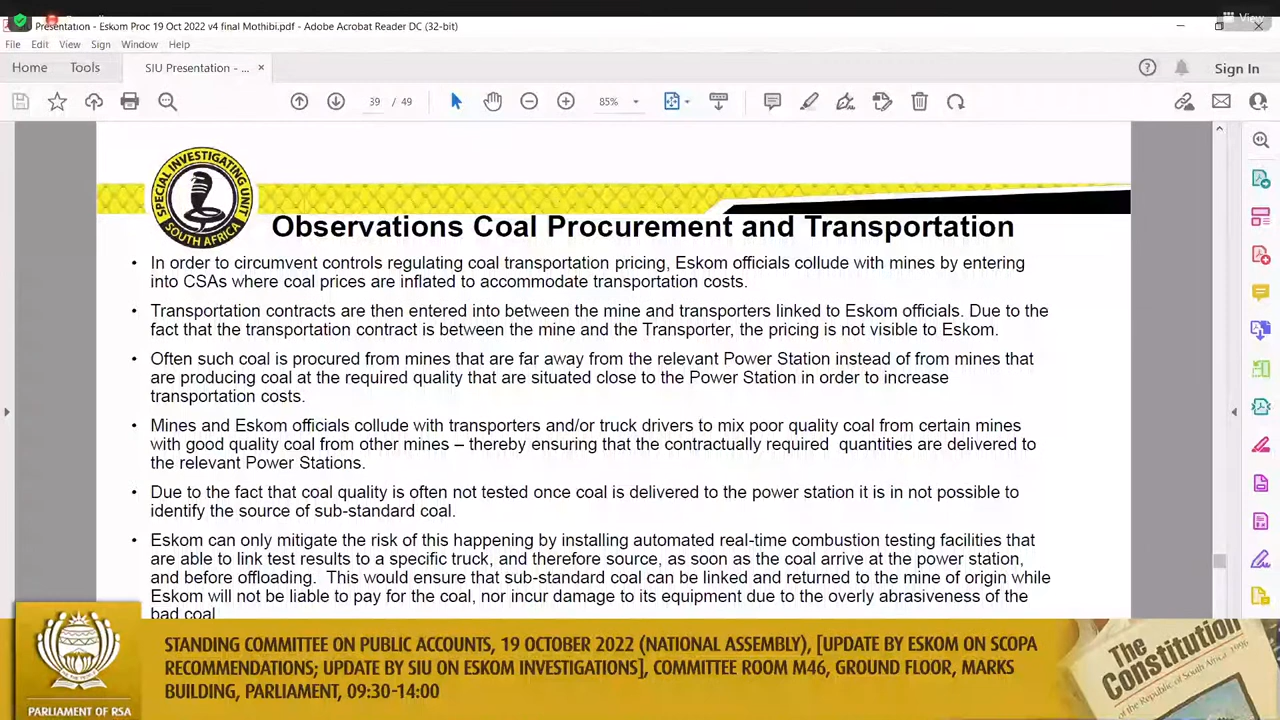 Presentation - Eskom Proc 19 Oct 2022 v4 final Mothibi.pdf - Adobe Acrobat Reader DC (32-bit)
View
File Edit View Sign Window Help
Home Tools SIU Presentation - ... × Sign In
39 / 49 85%
SPECIAL INVESTIGATING UNIT
SOUTH AFRICA
Observations Coal Procurement and Transportation
• In order to circumvent controls regulating coal transportation pricing, Eskom officials collude with mines by entering
into CSAs where coal prices are inflated to accommodate transportation costs.
• Transportation contracts are then entered into between the mine and transporters linked to Eskom officials. Due to the
fact that the transportation contract is between the mine and the Transporter, the pricing is not visible to Eskom.
• Often such coal is procured from mines that are far away from the relevant Power Station instead of from mines that
are producing coal at the required quality that are situated close to the Power Station in order to increase
transportation costs.
• Mines and Eskom officials collude with transporters and/or truck drivers to mix poor quality coal from certain mines
with good quality coal from other mines – thereby ensuring that the contractually required quantities are delivered to
the relevant Power Stations.
• Due to the fact that coal quality is often not tested once coal is delivered to the power station it is in not possible to
identify the source of sub-standard coal.
• Eskom can only mitigate the risk of this happening by installing automated real-time combustion testing facilities that
are able to link test results to a specific truck, and therefore source, as soon as the coal arrive at the power station,
and before offloading. This would ensure that sub-standard coal can be linked and returned to the mine of origin while
Eskom will not be liable to pay for the coal, nor incur damage to its equipment due to the overly abrasiveness of the
bad coal
STANDING COMMITTEE ON PUBLIC ACCOUNTS, 19 OCTOBER 2022 (NATIONAL ASSEMBLY), [UPDATE BY ESKOM ON SCOPA
RECOMMENDATIONS; UPDATE BY SIU ON ESKOM INVESTIGATIONS], COMMITTEE ROOM M46, GROUND FLOOR, MARKS
BUILDING, PARLIAMENT, 09:30-14:00
PARLIAMENT OF RSA
The
Constitution
of the Republic of South Africa, 1996